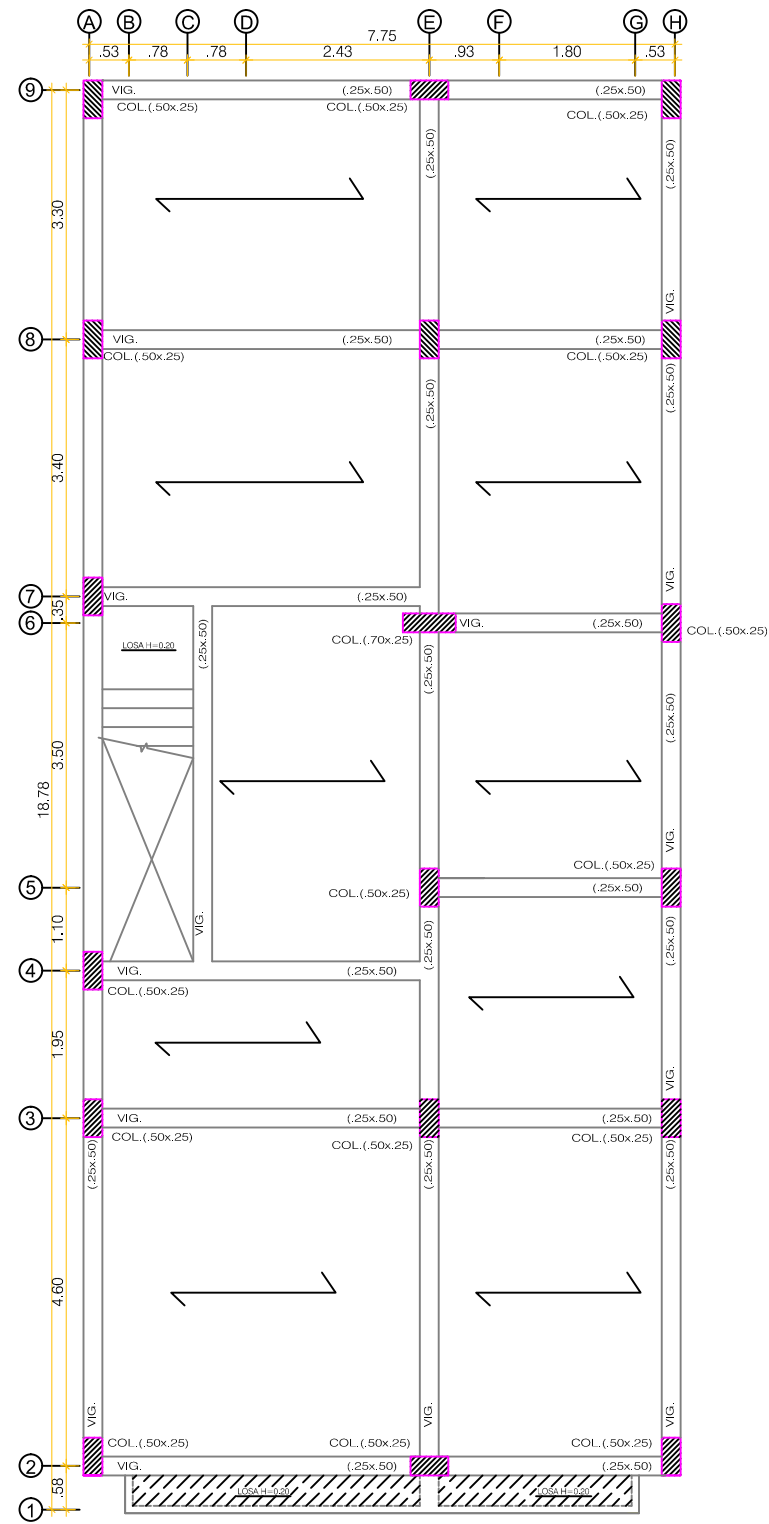 A B C D E F G H
7.75
.53 .78 .78 2.43 .93 1.80 .53
9 VIG. (.25x.50) (.25x.50)
COL.(.50x.25) COL.(.50x.25) COL.(.50x.25)
(.25x.50) (.25x.50)
3.30
VIG.
8 VIG. (.25x.50) (.25x.50)
COL.(.50x.25) COL.(.50x.25)
(.25x.50) (.25x.50)
3.40
VIG.
7 VIG. (.25x.50)
.35
6 VIG. (.25x.50)
COL.(.50x.25)
COL.(.70x.25)
LOSA H=0.20
(.25x.50) (.25x.50) (.25x.50)
3.50
18.78
VIG.
COL.(.50x.25)
5 COL.(.50x.25) (.25x.50)
1.10
VIG. (.25x.50) (.25x.50)
4 VIG. (.25x.50)
COL.(.50x.25)
1.95
VIG.
3 VIG. (.25x.50) (.25x.50)
COL.(.50x.25) COL.(.50x.25) COL.(.50x.25)
(.25x.50) (.25x.50) (.25x.50)
4.60
VIG. VIG. VIG.
COL.(.50x.25) COL.(.50x.25) COL.(.50x.25)
2 VIG. (.25x.50) (.25x.50)
.58
LOSA H=0.20 LOSA H=0.20
1